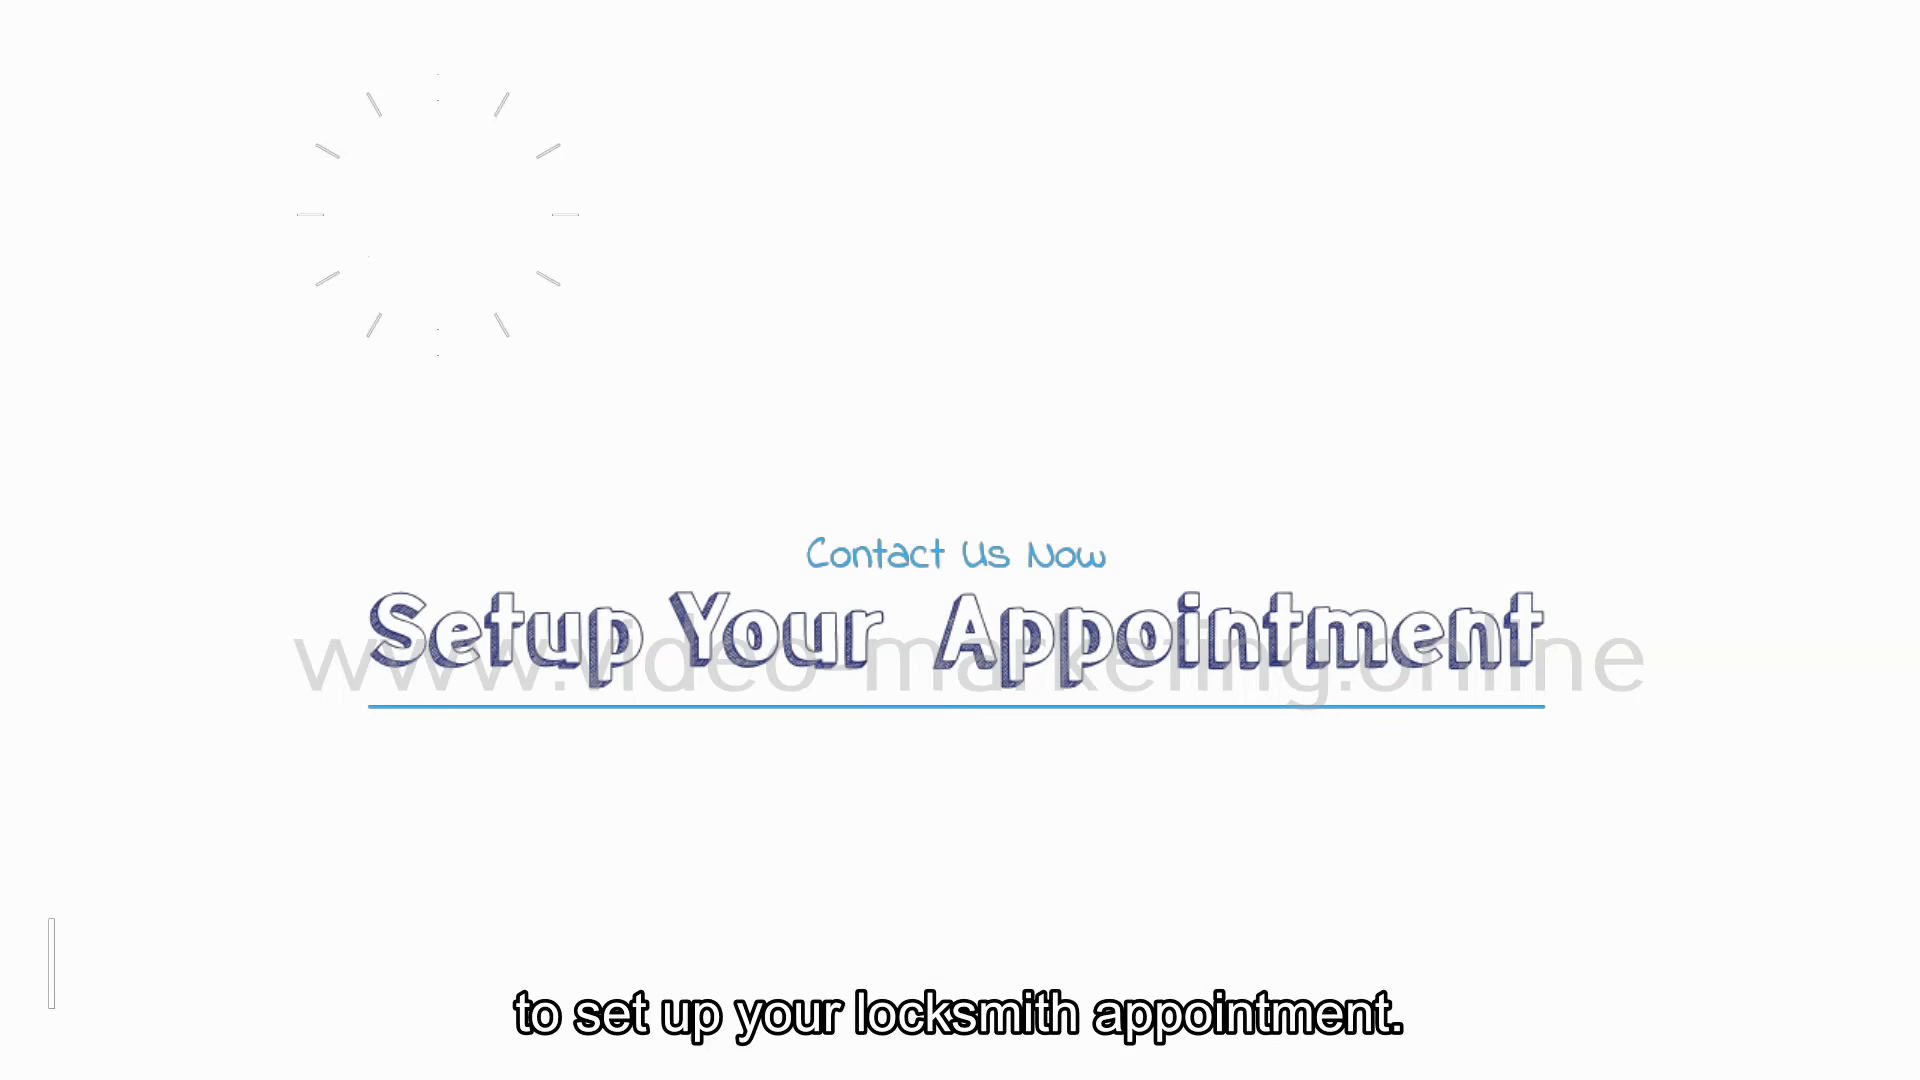 Contact Us Now
Setup Your Appointment
www.video-marketing.online
to set up your locksmith appointment.